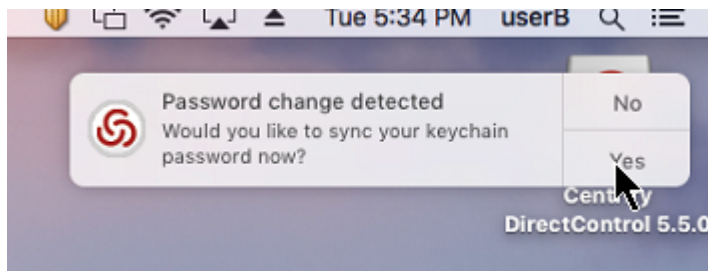 Tue 5:34 PM userB
Password change detected
Would you like to sync your keychain
password now?
No
Yes
Centrify
DirectControl 5.5.0